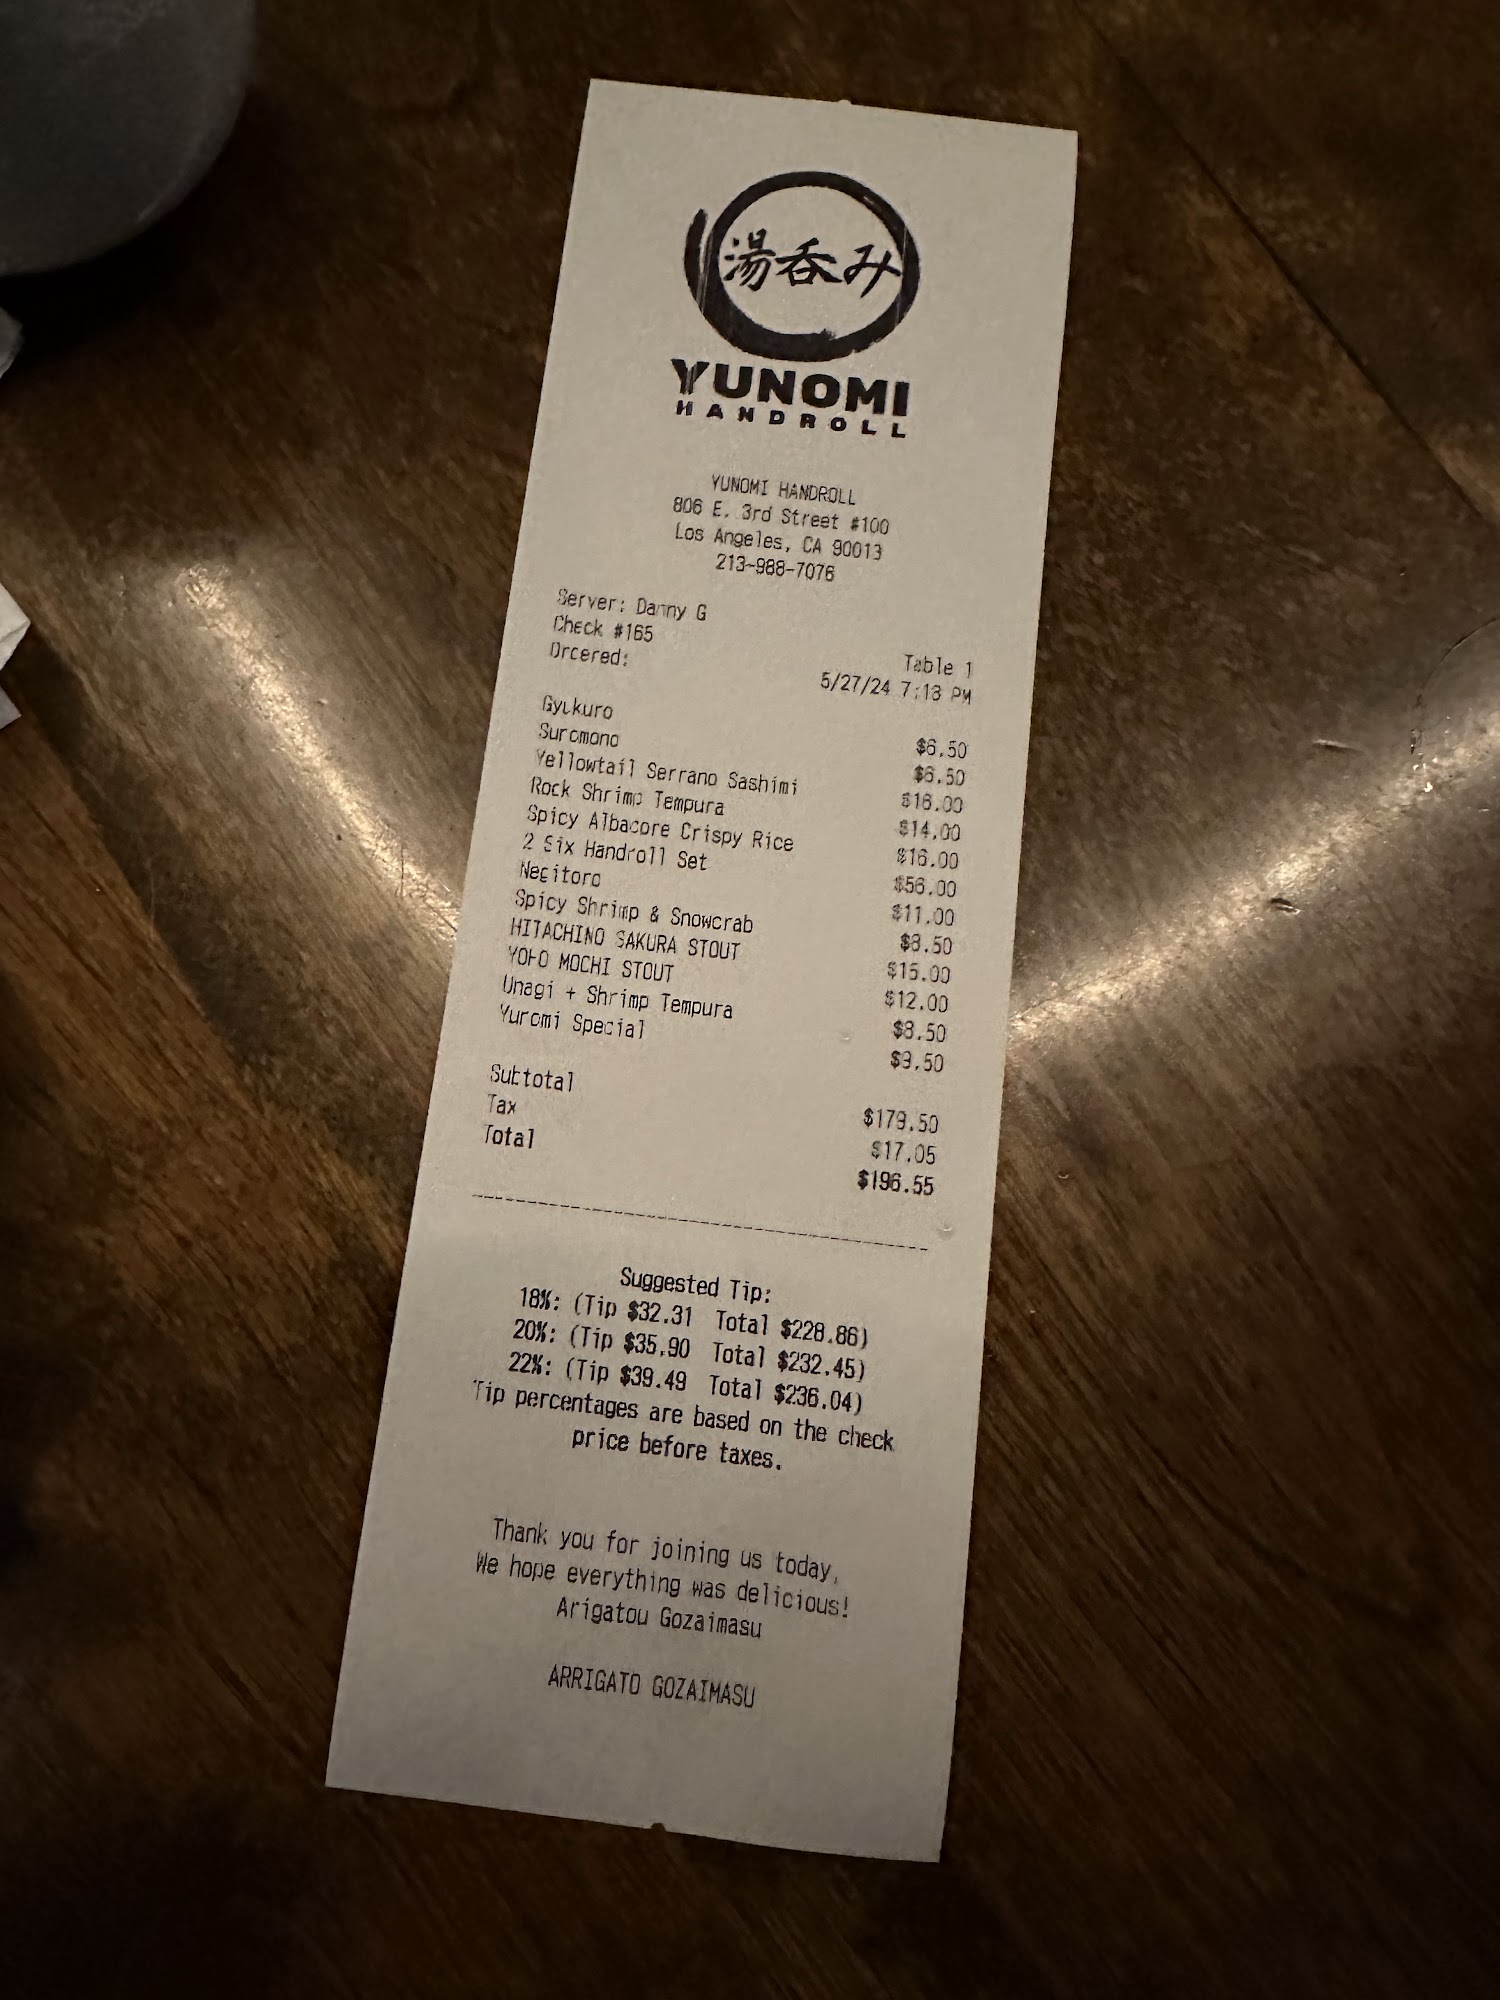 湯呑み
YUNOMI
HANDROLL
YUNOMI HANDROLL
806 E. 3rd Street #100
Los Angeles, CA 90013
213-988-7076
Server: Danny G
Check #165 Table 1
Ordered: 5/27/24 7:13 PM
Gyukuro $6.50
Sunomono $6.50
Yellowtail Serrano Sashimi $16.00
Rock Shrimp Tempura $14.00
Spicy Albacore Crispy Rice $16.00
2 Six Handroll Set $56.00
Negitoro $11.00
Spicy Shrimp & Snowcrab $8.50
HITACHINO SAKURA STOUT $15.00
YOHO MOCHI STOUT $12.00
Unagi + Shrimp Tempura $8.50
Yunomi Special $9.50
Subtotal $179.50
Tax $17.05
Total $196.55
Suggested Tip:
18%: (Tip $32.31 Total $228.86)
20%: (Tip $35.90 Total $232.45)
22%: (Tip $39.49 Total $236.04)
Tip percentages are based on the check
price before taxes.
Thank you for joining us today,
We hope everything was delicious!
Arigatou Gozaimasu
ARRIGATO GOZAIMASU